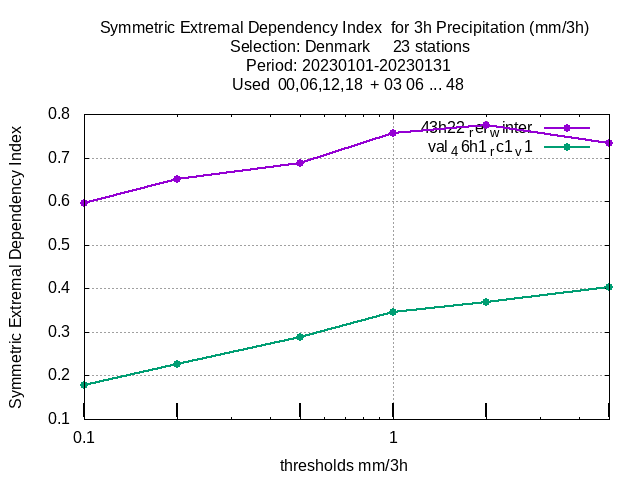 Symmetric Extremal Dependency Index  for 3h Precipitation (mm/3h)
Selection: Denmark     23 stations
Period: 20230101-20230131
Used  00,06,12,18  + 03 06 ... 48
0.8
0.7
0.6
0.5
0.4
0.3
0.2
0.1
Symmetric Extremal Dependency Index
43h22_ref_winter
val_46h1_rc1_v1
0.1
1
thresholds mm/3h